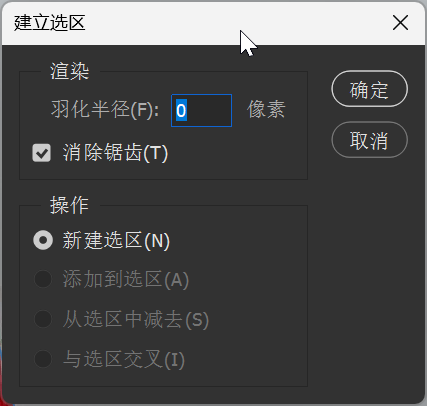 建立选区
渲染
羽化半径(F): 0 像素
消除锯齿(T)
确定
取消
操作
新建选区(N)
添加到选区(A)
从选区中减去(S)
与选区交叉(I)